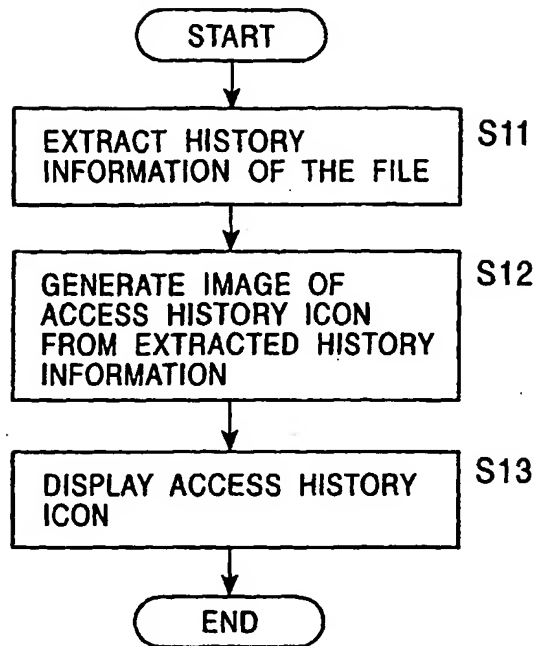 START
EXTRACT HISTORY
INFORMATION OF THE FILE
S11
GENERATE IMAGE OF
ACCESS HISTORY ICON
FROM EXTRACTED HISTORY
INFORMATION
S12
DISPLAY ACCESS HISTORY
ICON
S13
END